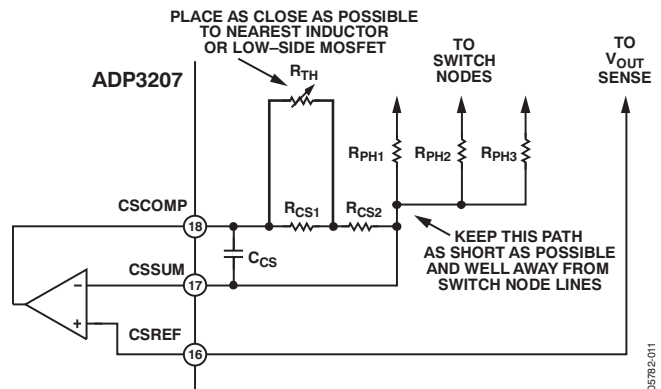 PLACE AS CLOSE AS POSSIBLE
TO NEAREST INDUCTOR
OR LOW–SIDE MOSFET
TO
SWITCH
NODES
TO
VOUT
SENSE
ADP3207
RTH
RPH1
RPH2
RPH3
CSCOMP
18
RCS1
RCS2
KEEP THIS PATH
AS SHORT AS POSSIBLE
AND WELL AWAY FROM
SWITCH NODE LINES
CCS
CSSUM
17
–
+
CSREF
16
05782-011